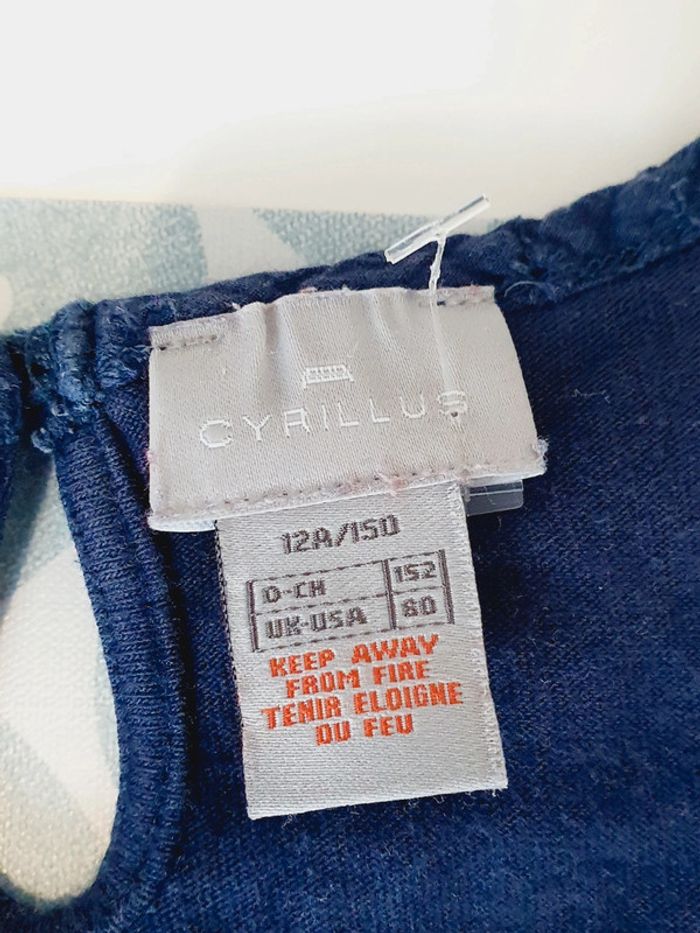 CYRILLUS
12A/150
D-CH 152
UK-USA 80
KEEP AWAY
FROM FIRE
TENIR ELOIGNE
DU FEU